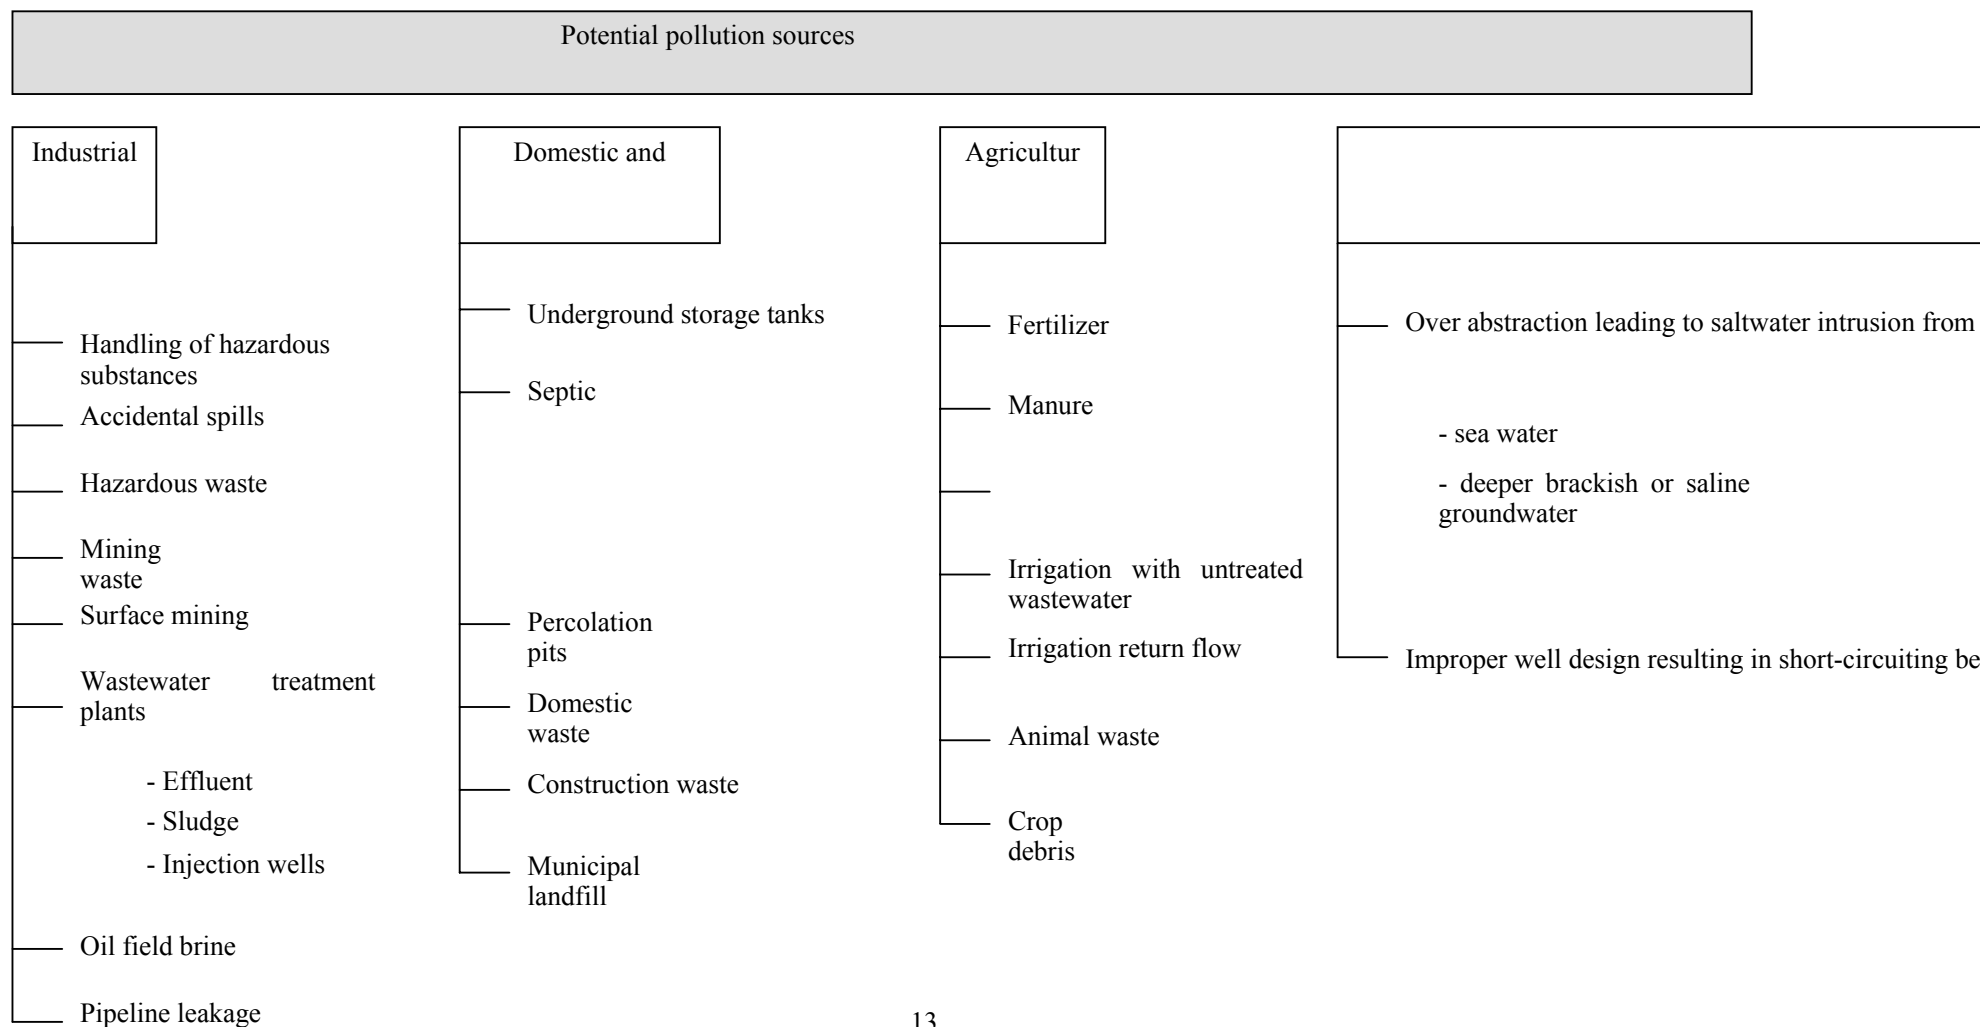 Potential pollution sources
Industrial
Handling of hazardous
substances
Accidental spills
Hazardous waste
Mining
waste
Surface mining
Wastewater treatment
plants
- Effluent
- Sludge
- Injection wells
Oil field brine
Pipeline leakage
Domestic and
Underground storage tanks
Septic
Percolation
pits
Domestic
waste
Construction waste
Municipal
landfill
Agricultur
Fertilizer
Manure
Irrigation with untreated
wastewater
Irrigation return flow
Animal waste
Crop
debris
Over abstraction leading to saltwater intrusion from
- sea water
- deeper brackish or saline
groundwater
Improper well design resulting in short-circuiting be
13